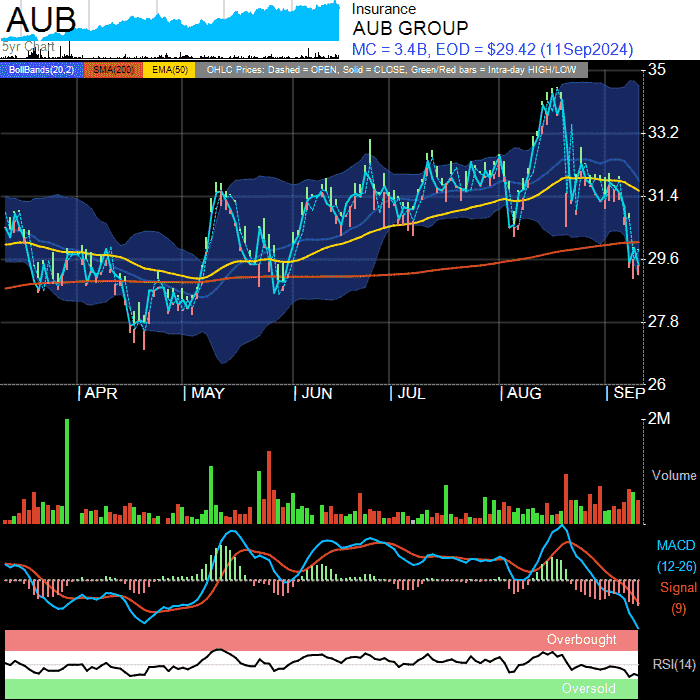 AUB
5yr Chart
Insurance
AUB GROUP
MC = 3.4B, EOD = $29.42 (11Sep2024)
BollBands(20,2) SMA(200) EMA(50) OHLC Prices: Dashed = OPEN, Solid = CLOSE, Green/Red bars = Intra-day HIGH/LOW
35
33.2
31.4
29.6
27.8
26
| APR | MAY | JUN | JUL | AUG | SEP
2M
Volume
MACD
(12-26)
Signal
(9)
Overbought
RSI(14)
Oversold